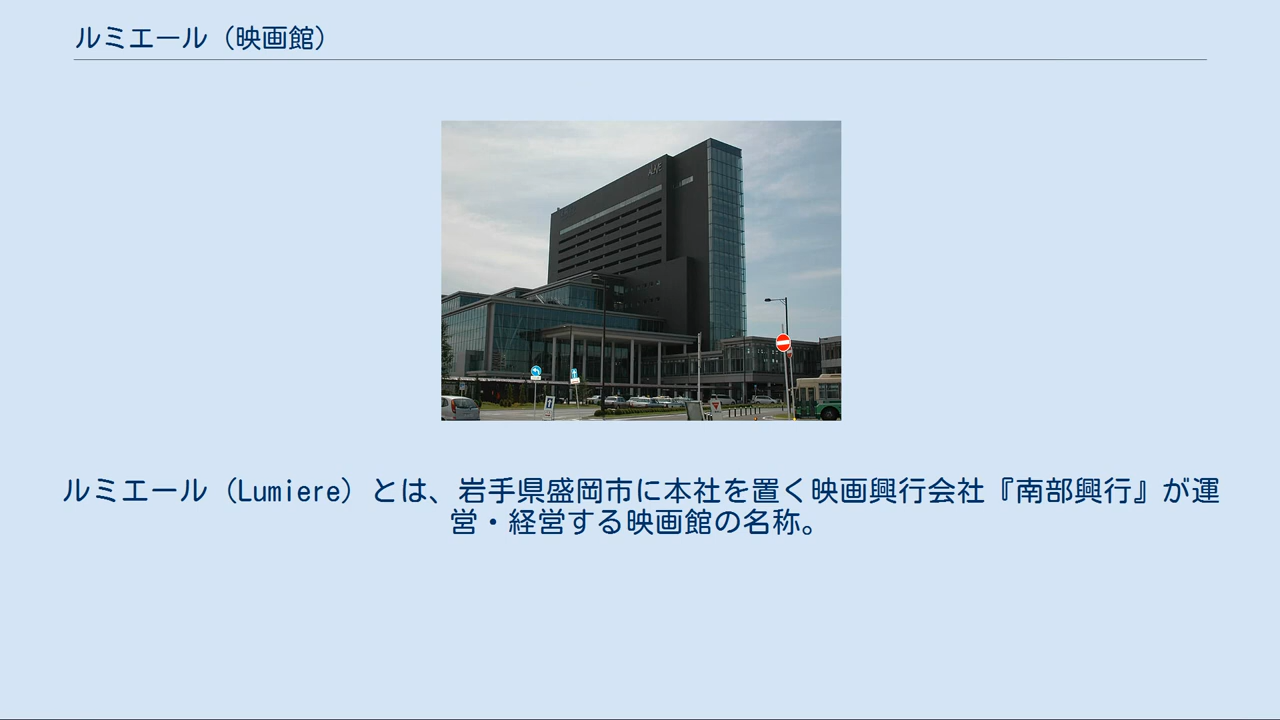 ルミエール（映画館）
ルミエール（Lumiere）とは、岩手県盛岡市に本社を置く映画興行会社『南部興行』が運
営・経営する映画館の名称。